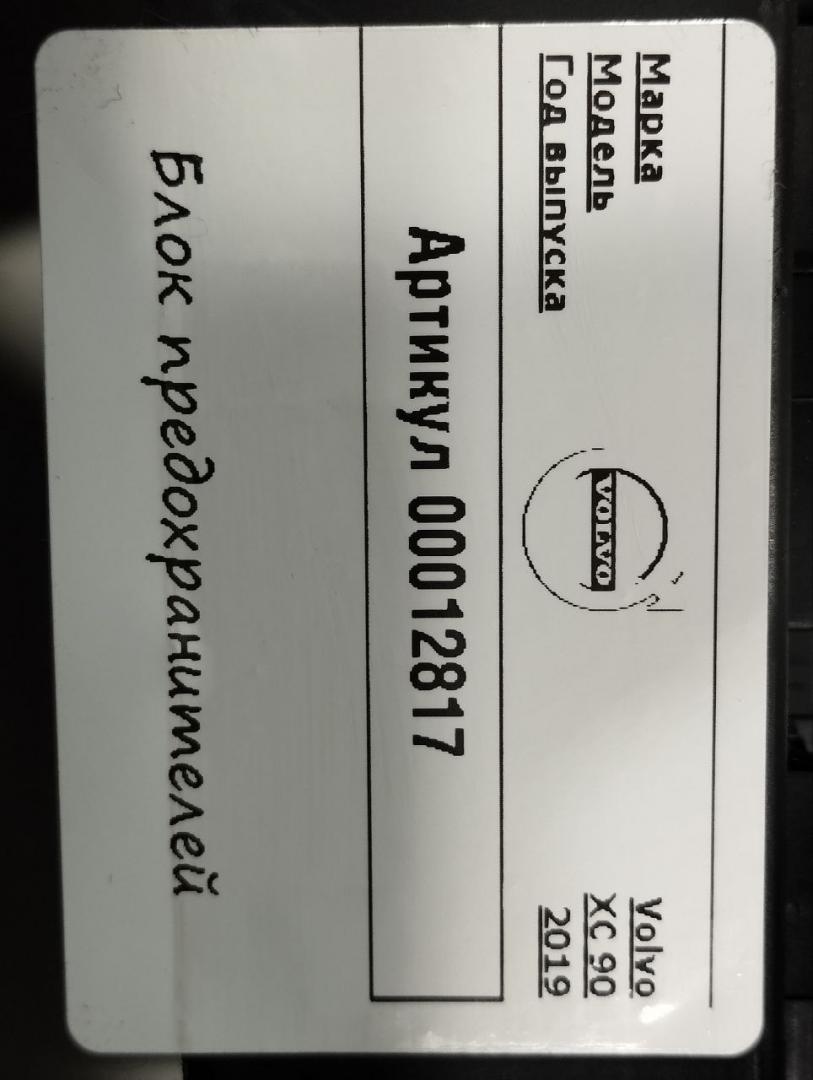 Марка Volvo
Модель XC 90
Год выпуска 2019
VOLVO
Артикул 00012817
Блок предохранителей